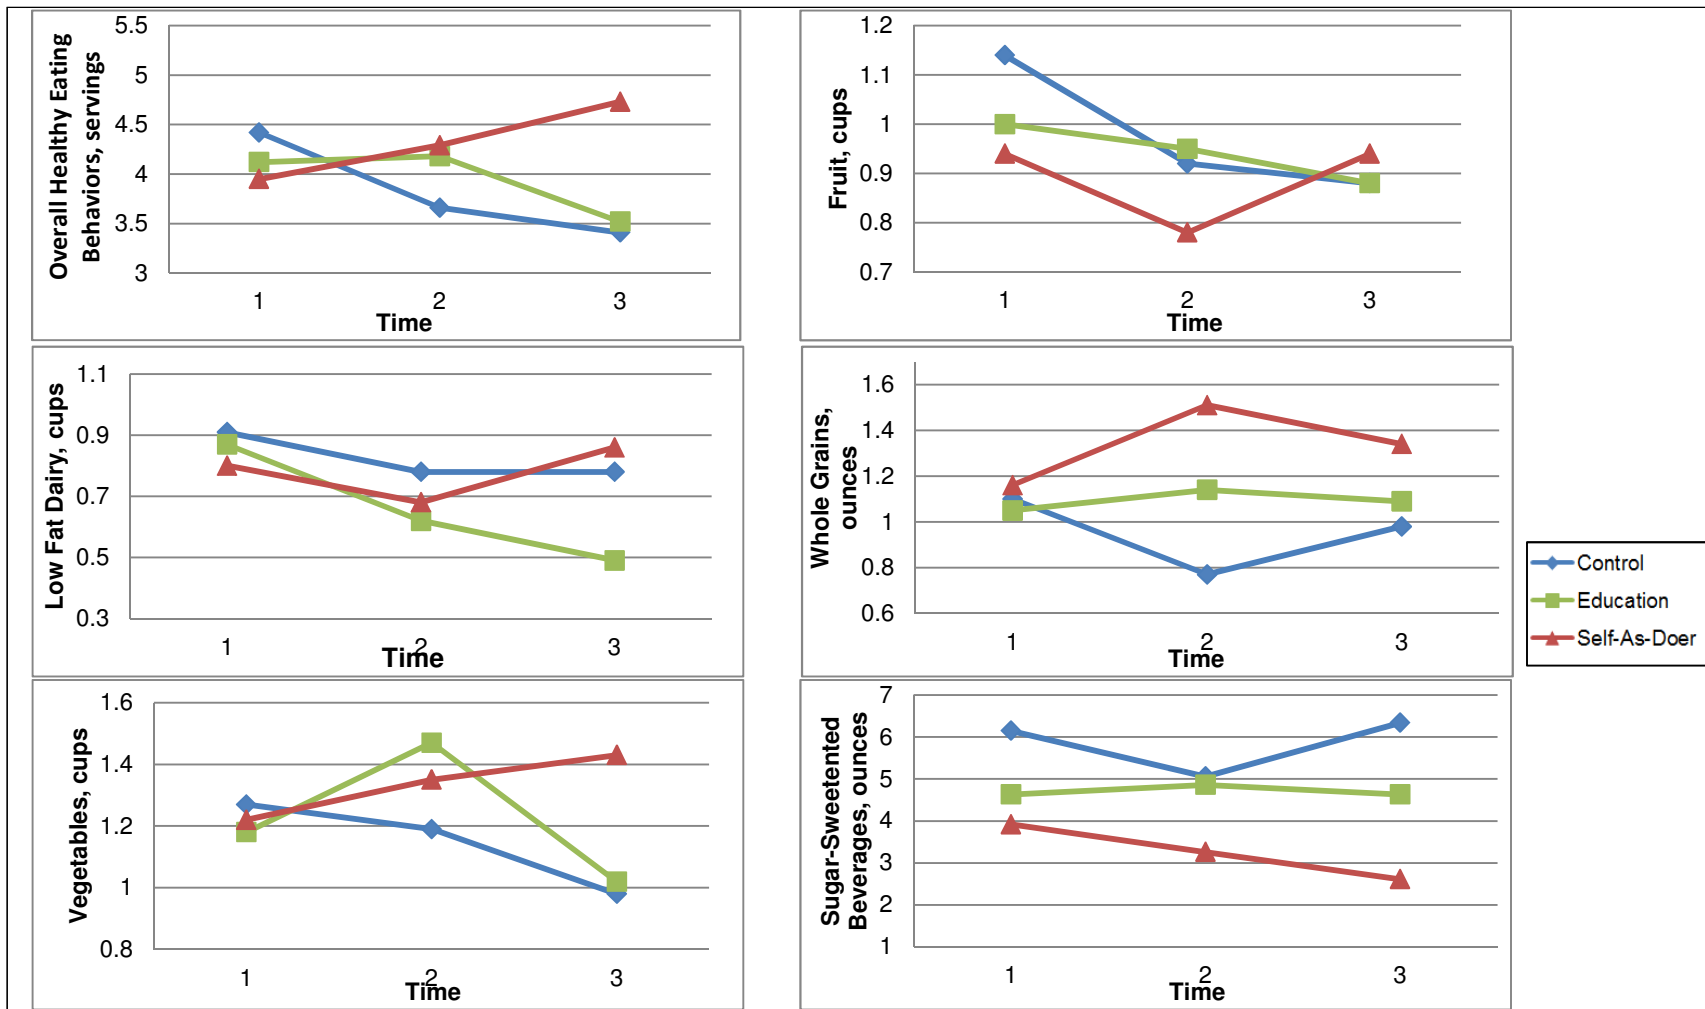 Overall Healthy Eating
Behaviors, servings
5.5
5
4.5
4
3.5
3
1 2 3
Time
Fruit, cups
1.2
1.1
1
0.9
0.8
0.7
1 2 3
Time
Low Fat Dairy, cups
1.1
0.9
0.7
0.5
0.3
1 2 3
Time
Whole Grains,
ounces
1.6
1.4
1.2
1
0.8
0.6
1 2 3
Time
Control
Education
Self-As-Doer
Vegetables, cups
1.6
1.4
1.2
1
0.8
1 2 3
Time
Sugar-Sweetented
Beverages, ounces
7
6
5
4
3
2
1
1 2 3
Time